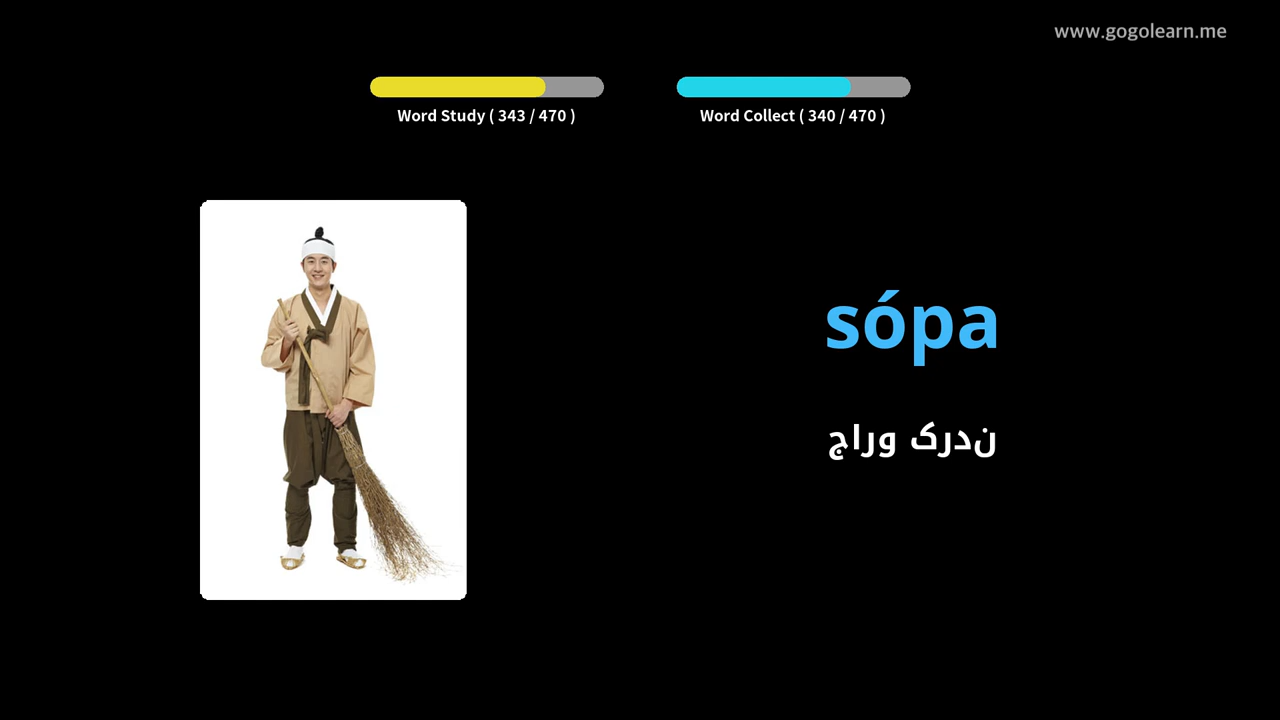 www.gogolearn.me
Word Study ( 343 / 470 )
Word Collect ( 340 / 470 )
sópa
جارو کردن